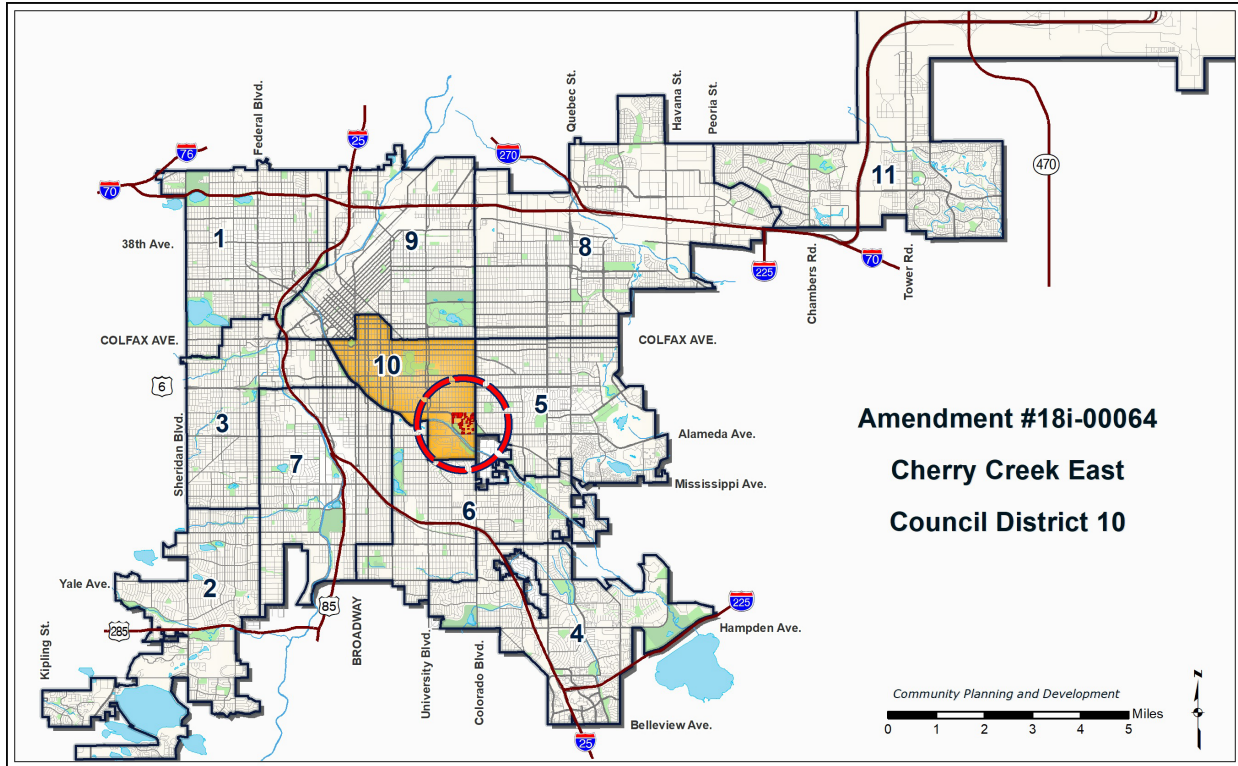 Federal Blvd.
Quebec St.
Havana St.
Peoria St.
76
25
270
70
470
11
1
9
8
38th Ave.
225
70
Chambers Rd.
Tower Rd.
COLFAX AVE.
COLFAX AVE.
10
6
5
3
Sheridan Blvd.
Alameda Ave.
7
Mississippi Ave.
6
Amendment #18i-00064
Cherry Creek East
Council District 10
Yale Ave.
2
85
BROADWAY
University Blvd.
Colorado Blvd.
4
225
Hampden Ave.
285
Kipling St.
Belleview Ave.
25
Community Planning and Development
Miles
0 1 2 3 4 5
N